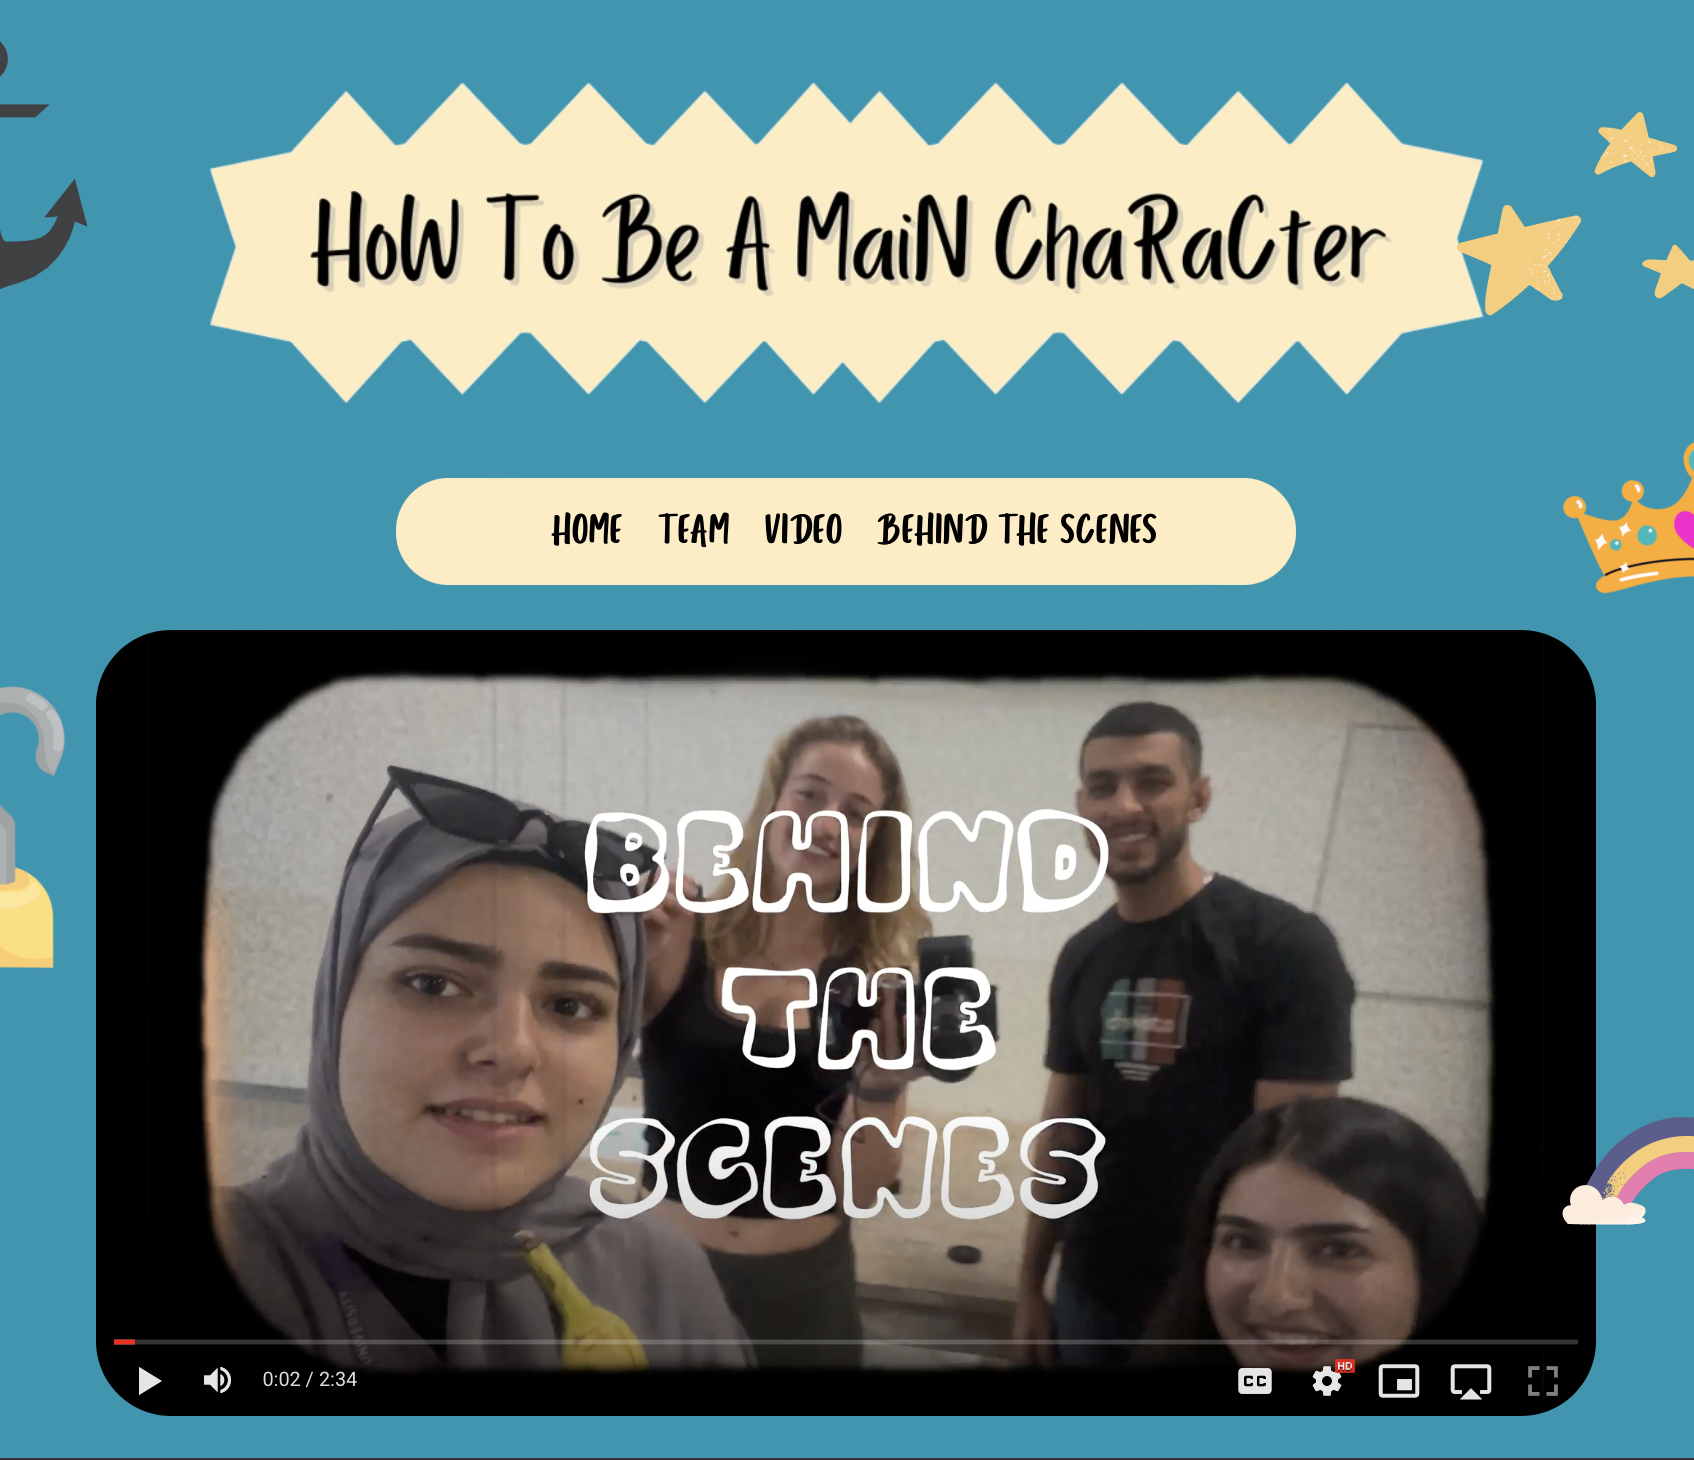 HoW To Be A MaiN ChaRaCter
HOME TEAM VIDEO BEHIND THE SCENES
BEHIND
THE
SCENES
UNIVERSITY
0:02 / 2:34
CC
HD